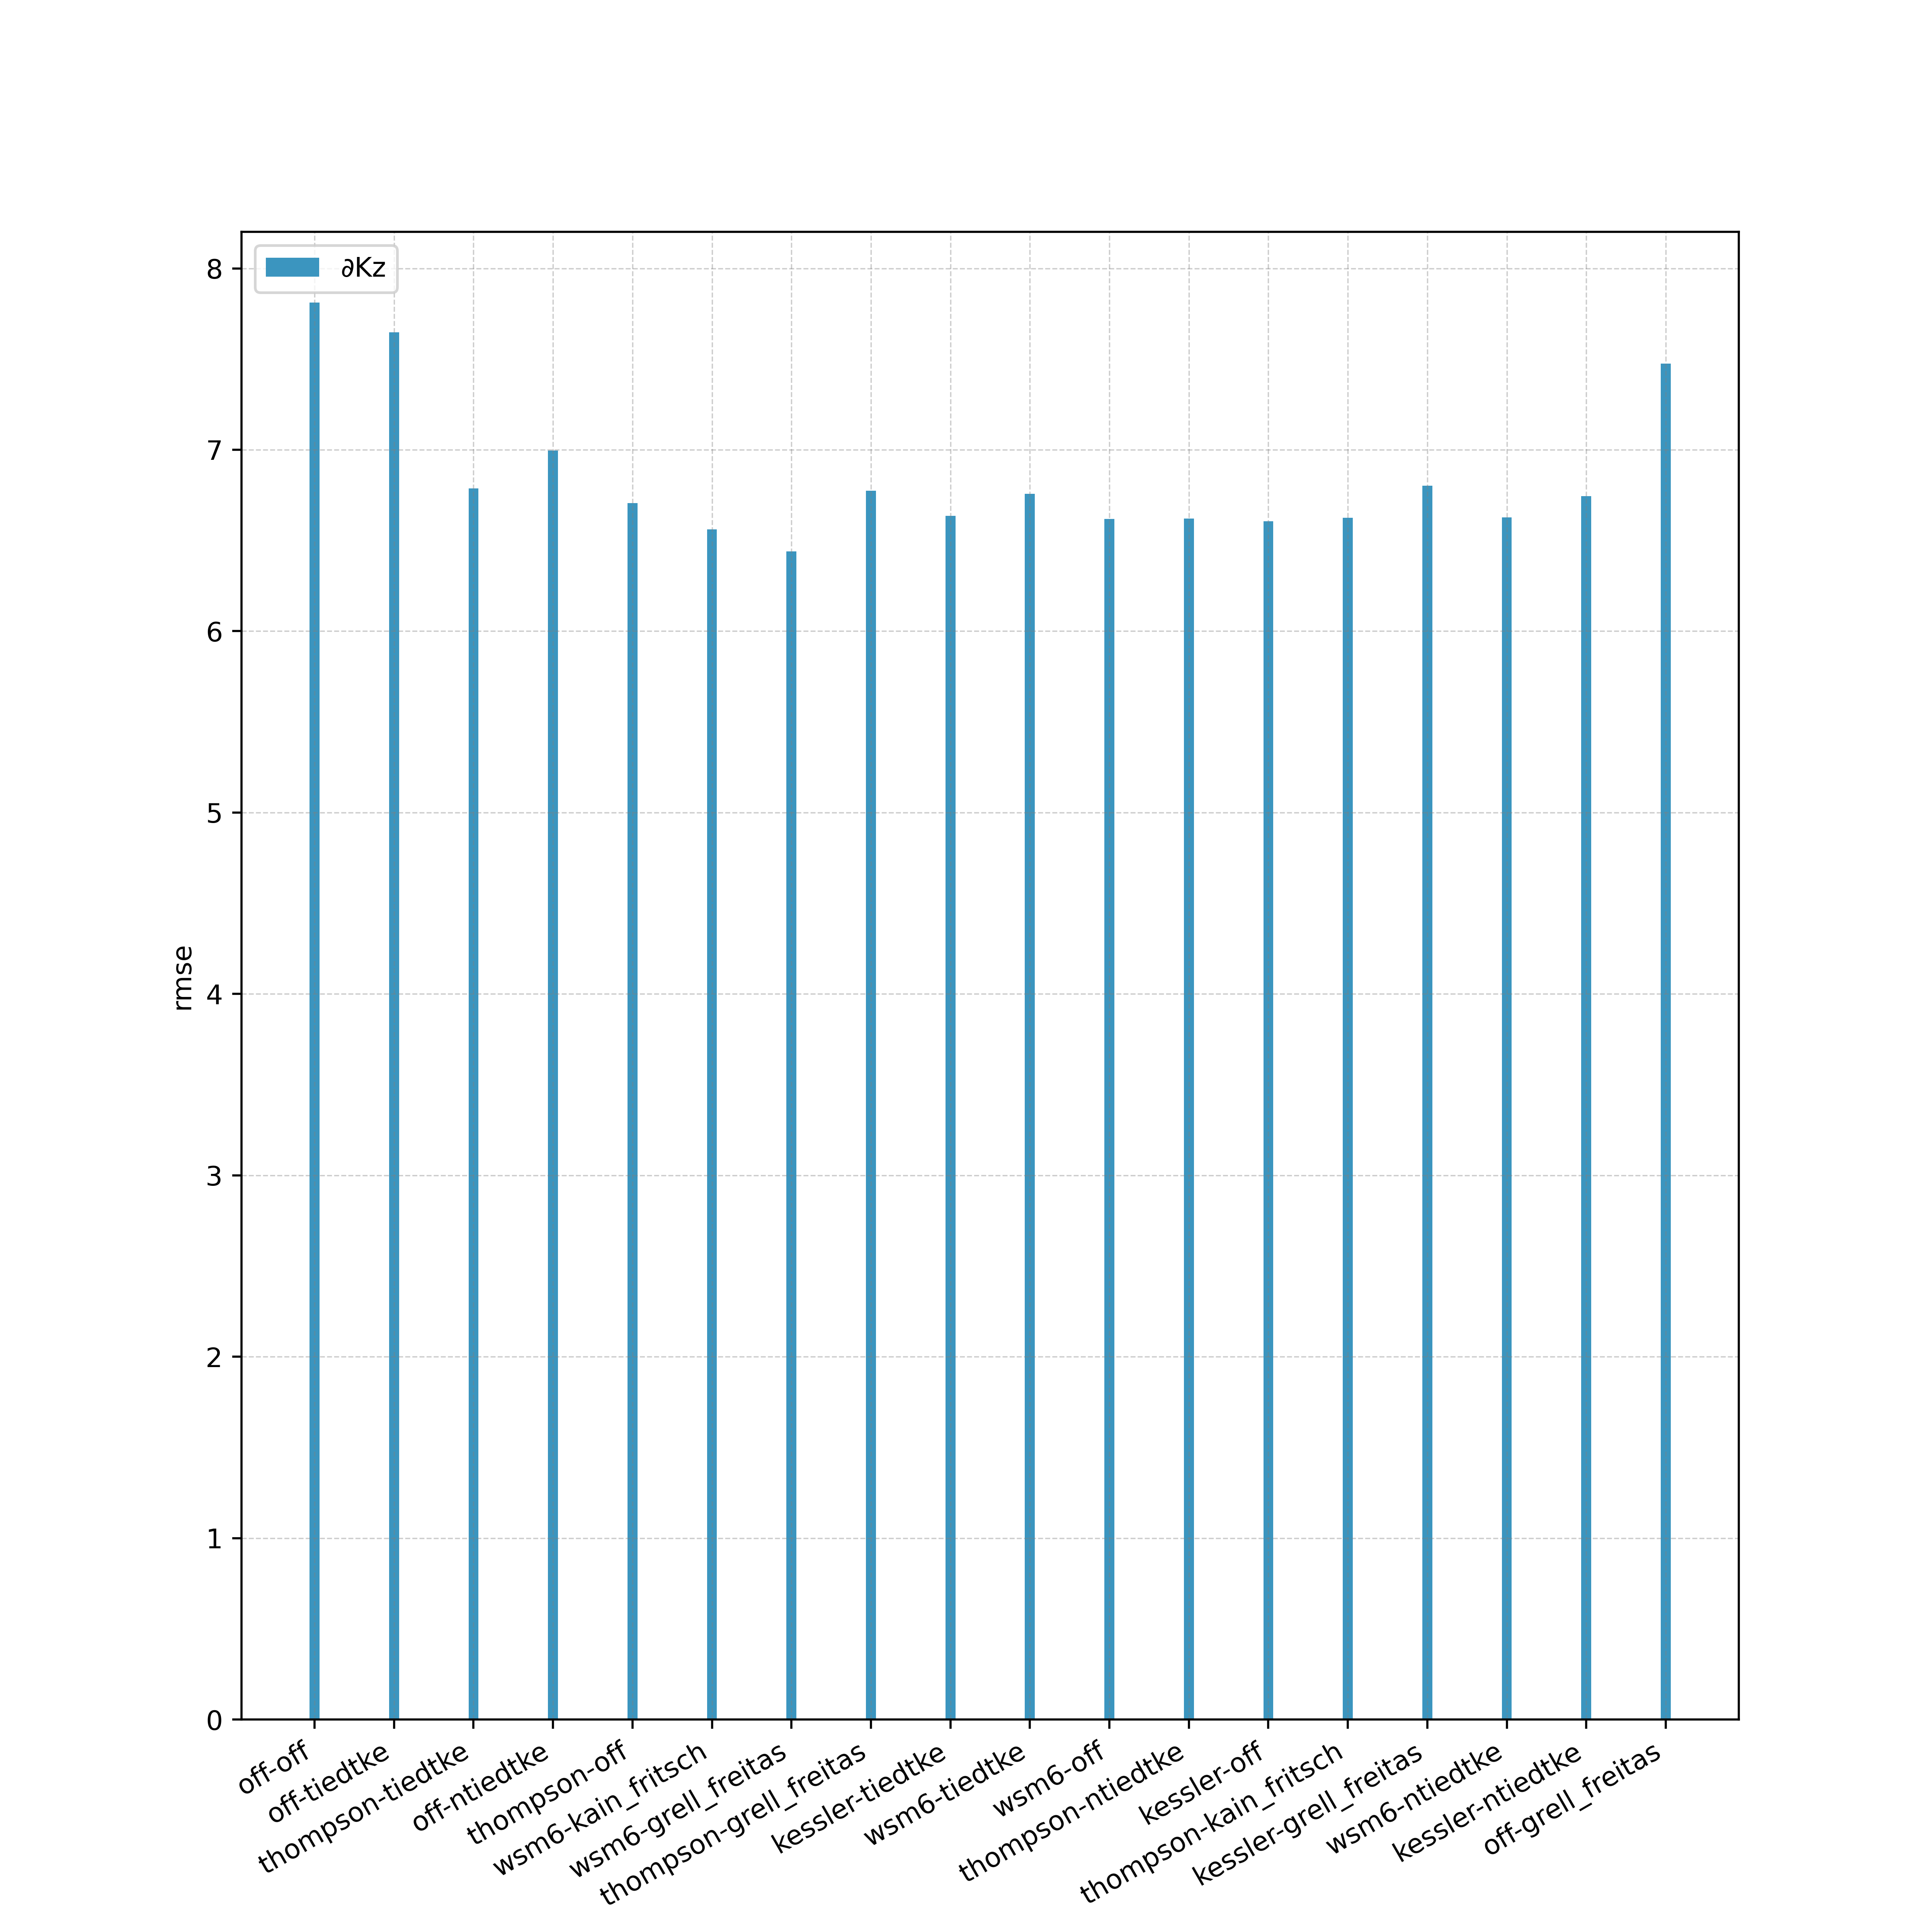 ∂Kz
8
7
6
5
4
3
2
1
0
rmse
off-off
off-tiedtke
thompson-tiedtke
off-ntiedtke
thompson-off
wsm6-kain_fritsch
wsm6-grell_freitas
thompson-grell_freitas
kessler-tiedtke
wsm6-tiedtke
wsm6-off
thompson-ntiedtke
kessler-off
thompson-kain_fritsch
kessler-grell_freitas
wsm6-ntiedtke
kessler-ntiedtke
off-grell_freitas